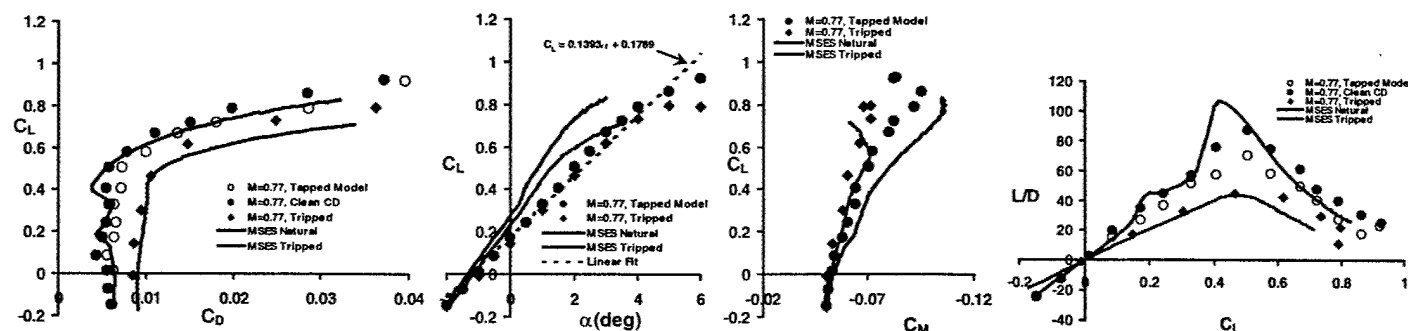 1.2
1
0.8
C_L 0.6
0.4
0.2
0
-0.2
0 0.01 0.02 0.03 0.04
C_D
○ M=0.77, Tapped Model
● M=0.77, Clean CD
◆ M=0.77, Tripped
MSES Natural
MSES Tripped
1.2
1
0.8
C_L 0.6
0.4
0.2
0
-0.2
0 2 4 6
α(deg)
M=0.77, Tapped Model
M=0.77, Tripped
MSES Natural
MSES Tripped
Linear Fit
● M=0.77, Tapped Model
◆ M=0.77, Tripped
MSES Natural
MSES Tripped
1
0.8
C_L 0.6
0.4
0.2
0
-0.2
-0.02 -0.07 -0.12
C_M
○ M=0.77, Tapped Model
● M=0.77, Clean CD
◆ M=0.77, Tripped
MSES Natural
MSES Tripped
120
100
80
60
L/D 40
20
0
-20
-40
-0.2 0 0.2 0.4 0.6 0.8 1
C_L